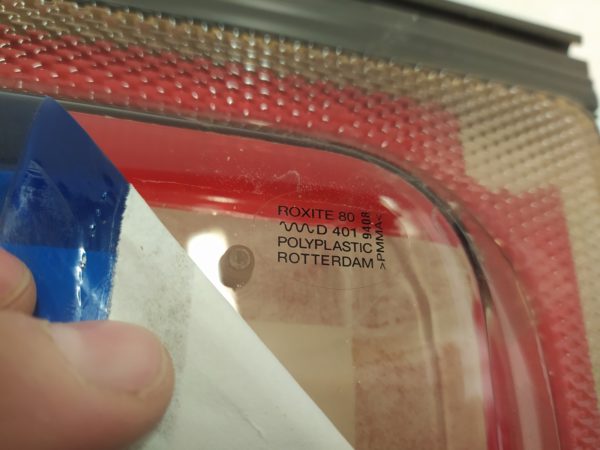 ROXITE 80
D 401
POLYPLASTIC
ROTTERDAM
9408
>PMMA<